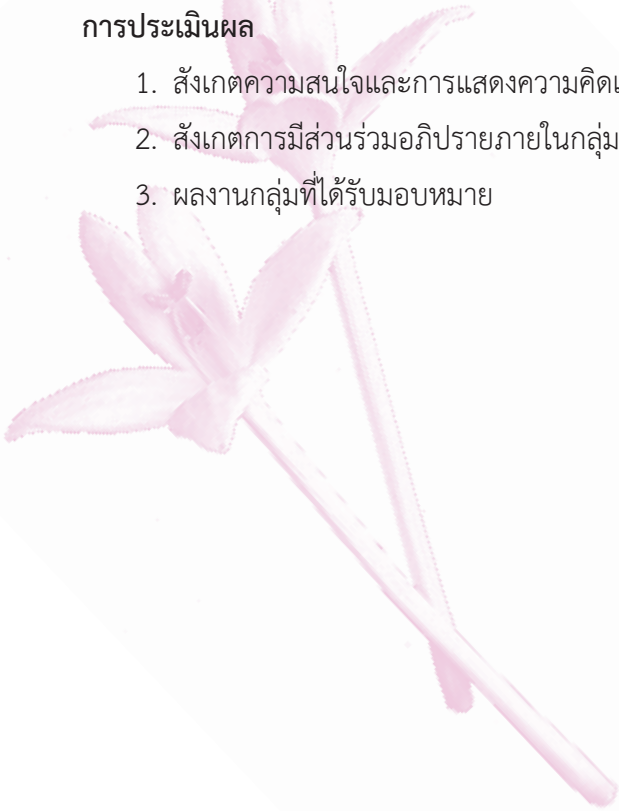 การประเมินผล
1. สังเกตความสนใจและการแสดงความคิด
2. สังเกตการมีส่วนร่วมอภิปรายภายในกลุ่ม
3. ผลงานกลุ่มที่ได้รับมอบหมาย